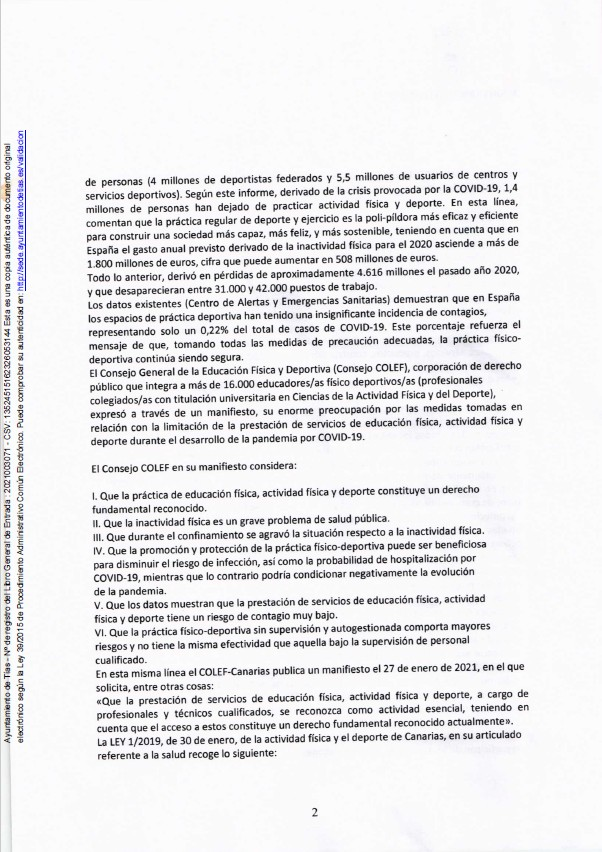 de personas (4 millones de deportistas federados y 5,5 millones de usuarios de centros y
servicios deportivos). Según este informe, derivado de la crisis provocada por la COVID-19, 1,4
millones de personas han dejado de practicar actividad física y deporte. En esta línea,
comentan que la práctica regular de deporte y ejercicio es la poli-píldora más eficaz y eficiente
para construir una sociedad más capaz, más feliz, y más sostenible, teniendo en cuenta que en
España el gasto anual previsto derivado de la inactividad física para el 2020 asciende a más de
1.800 millones de euros, cifra que puede aumentar en 508 millones de euros.
Todo lo anterior, derivó en pérdidas de aproximadamente 4.616 millones el pasado año 2020,
y que desaparecieran entre 31.000 y 42.000 puestos de trabajo.
Los datos existentes (Centro de Alertas y Emergencias Sanitarias) demuestran que en España
los espacios de práctica deportiva han tenido una insignificante incidencia de contagios,
representando solo un 0,22% del total de casos de COVID-19. Este porcentaje refuerza el
mensaje de que, tomando todas las medidas de precaución adecuadas, la práctica físico-
deportiva continúa siendo segura.
El Consejo General de la Educación Física y Deportiva (Consejo COLEF), corporación de derecho
público que integra a más de 16.000 educadores/as físico deportivos/as (profesionales
colegiados/as con titulación universitaria en Ciencias de la Actividad Física y del Deporte),
expresó a través de un manifiesto, su enorme preocupación por las medidas tomadas en
relación con la limitación de la prestación de servicios de educación física, actividad física y
deporte durante el desarrollo de la pandemia por COVID-19.
El Consejo COLEF en su manifiesto considera:
I. Que la práctica de educación física, actividad física y deporte constituye un derecho
fundamental reconocido.
II. Que la inactividad física es un grave problema de salud pública.
III. Que durante el confinamiento se agravó la situación respecto a la inactividad física.
IV. Que la promoción y protección de la práctica físico-deportiva puede ser beneficiosa
para disminuir el riesgo de infección, así como la probabilidad de hospitalización por
COVID-19, mientras que lo contrario podría condicionar negativamente la evolución
de la pandemia.
V. Que los datos muestran que la prestación de servicios de educación física, actividad
física y deporte tiene un riesgo de contagio muy bajo.
VI. Que la práctica físico-deportiva sin supervisión y autogestionada comporta mayores
riesgos y no tiene la misma efectividad que aquella bajo la supervisión de personal
cualificado.
En esta misma línea el COLEF-Canarias publica un manifiesto el 27 de enero de 2021, en el que
solicita, entre otras cosas:
«Que la prestación de servicios de educación física, actividad física y deporte, a cargo de
profesionales y técnicos cualificados, se reconozca como actividad esencial, teniendo en
cuenta que el acceso a estos constituye un derecho fundamental reconocido actualmente».
La LEY 1/2019, de 30 de enero, de la actividad física y el deporte de Canarias, en su articulado
referente a la salud recoge lo siguiente:
2
Ayuntamiento de Tías - Nº de registro del Libro General de Entrada : 2021003071 - CSV: 13524515162326053144 Esta es una copia auténtica de documento original
electrónico según la Ley 39/2015 de Procedimiento Administrativo Común Electrónico. Puede comprobar su autenticidad en: http://sede.ayuntamientodetias.es/validacion